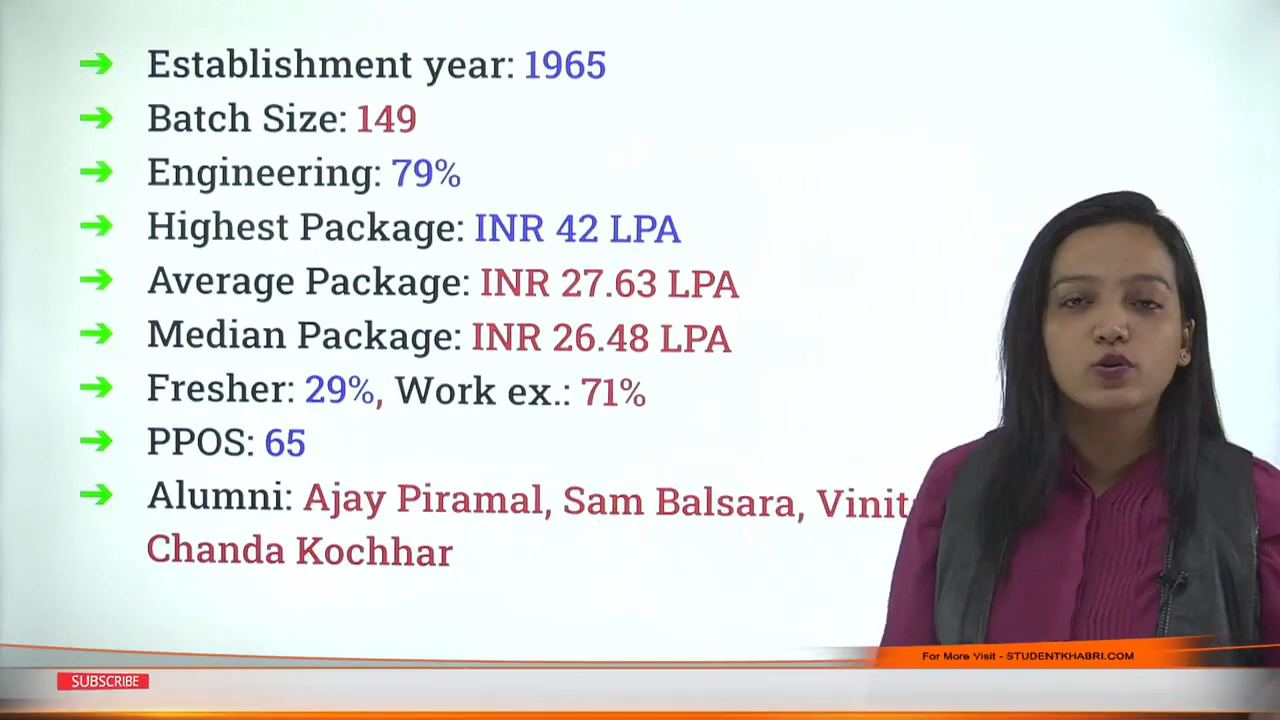 ➔ Establishment year: 1965
➔ Batch Size: 149
➔ Engineering: 79%
➔ Highest Package: INR 42 LPA
➔ Average Package: INR 27.63 LPA
➔ Median Package: INR 26.48 LPA
➔ Fresher: 29%, Work ex.: 71%
➔ PPOS: 65
➔ Alumni: Ajay Piramal, Sam Balsara,
Chanda Kochhar
For More Visit - STUDENTKHABRI.COM
SUBSCRIBE